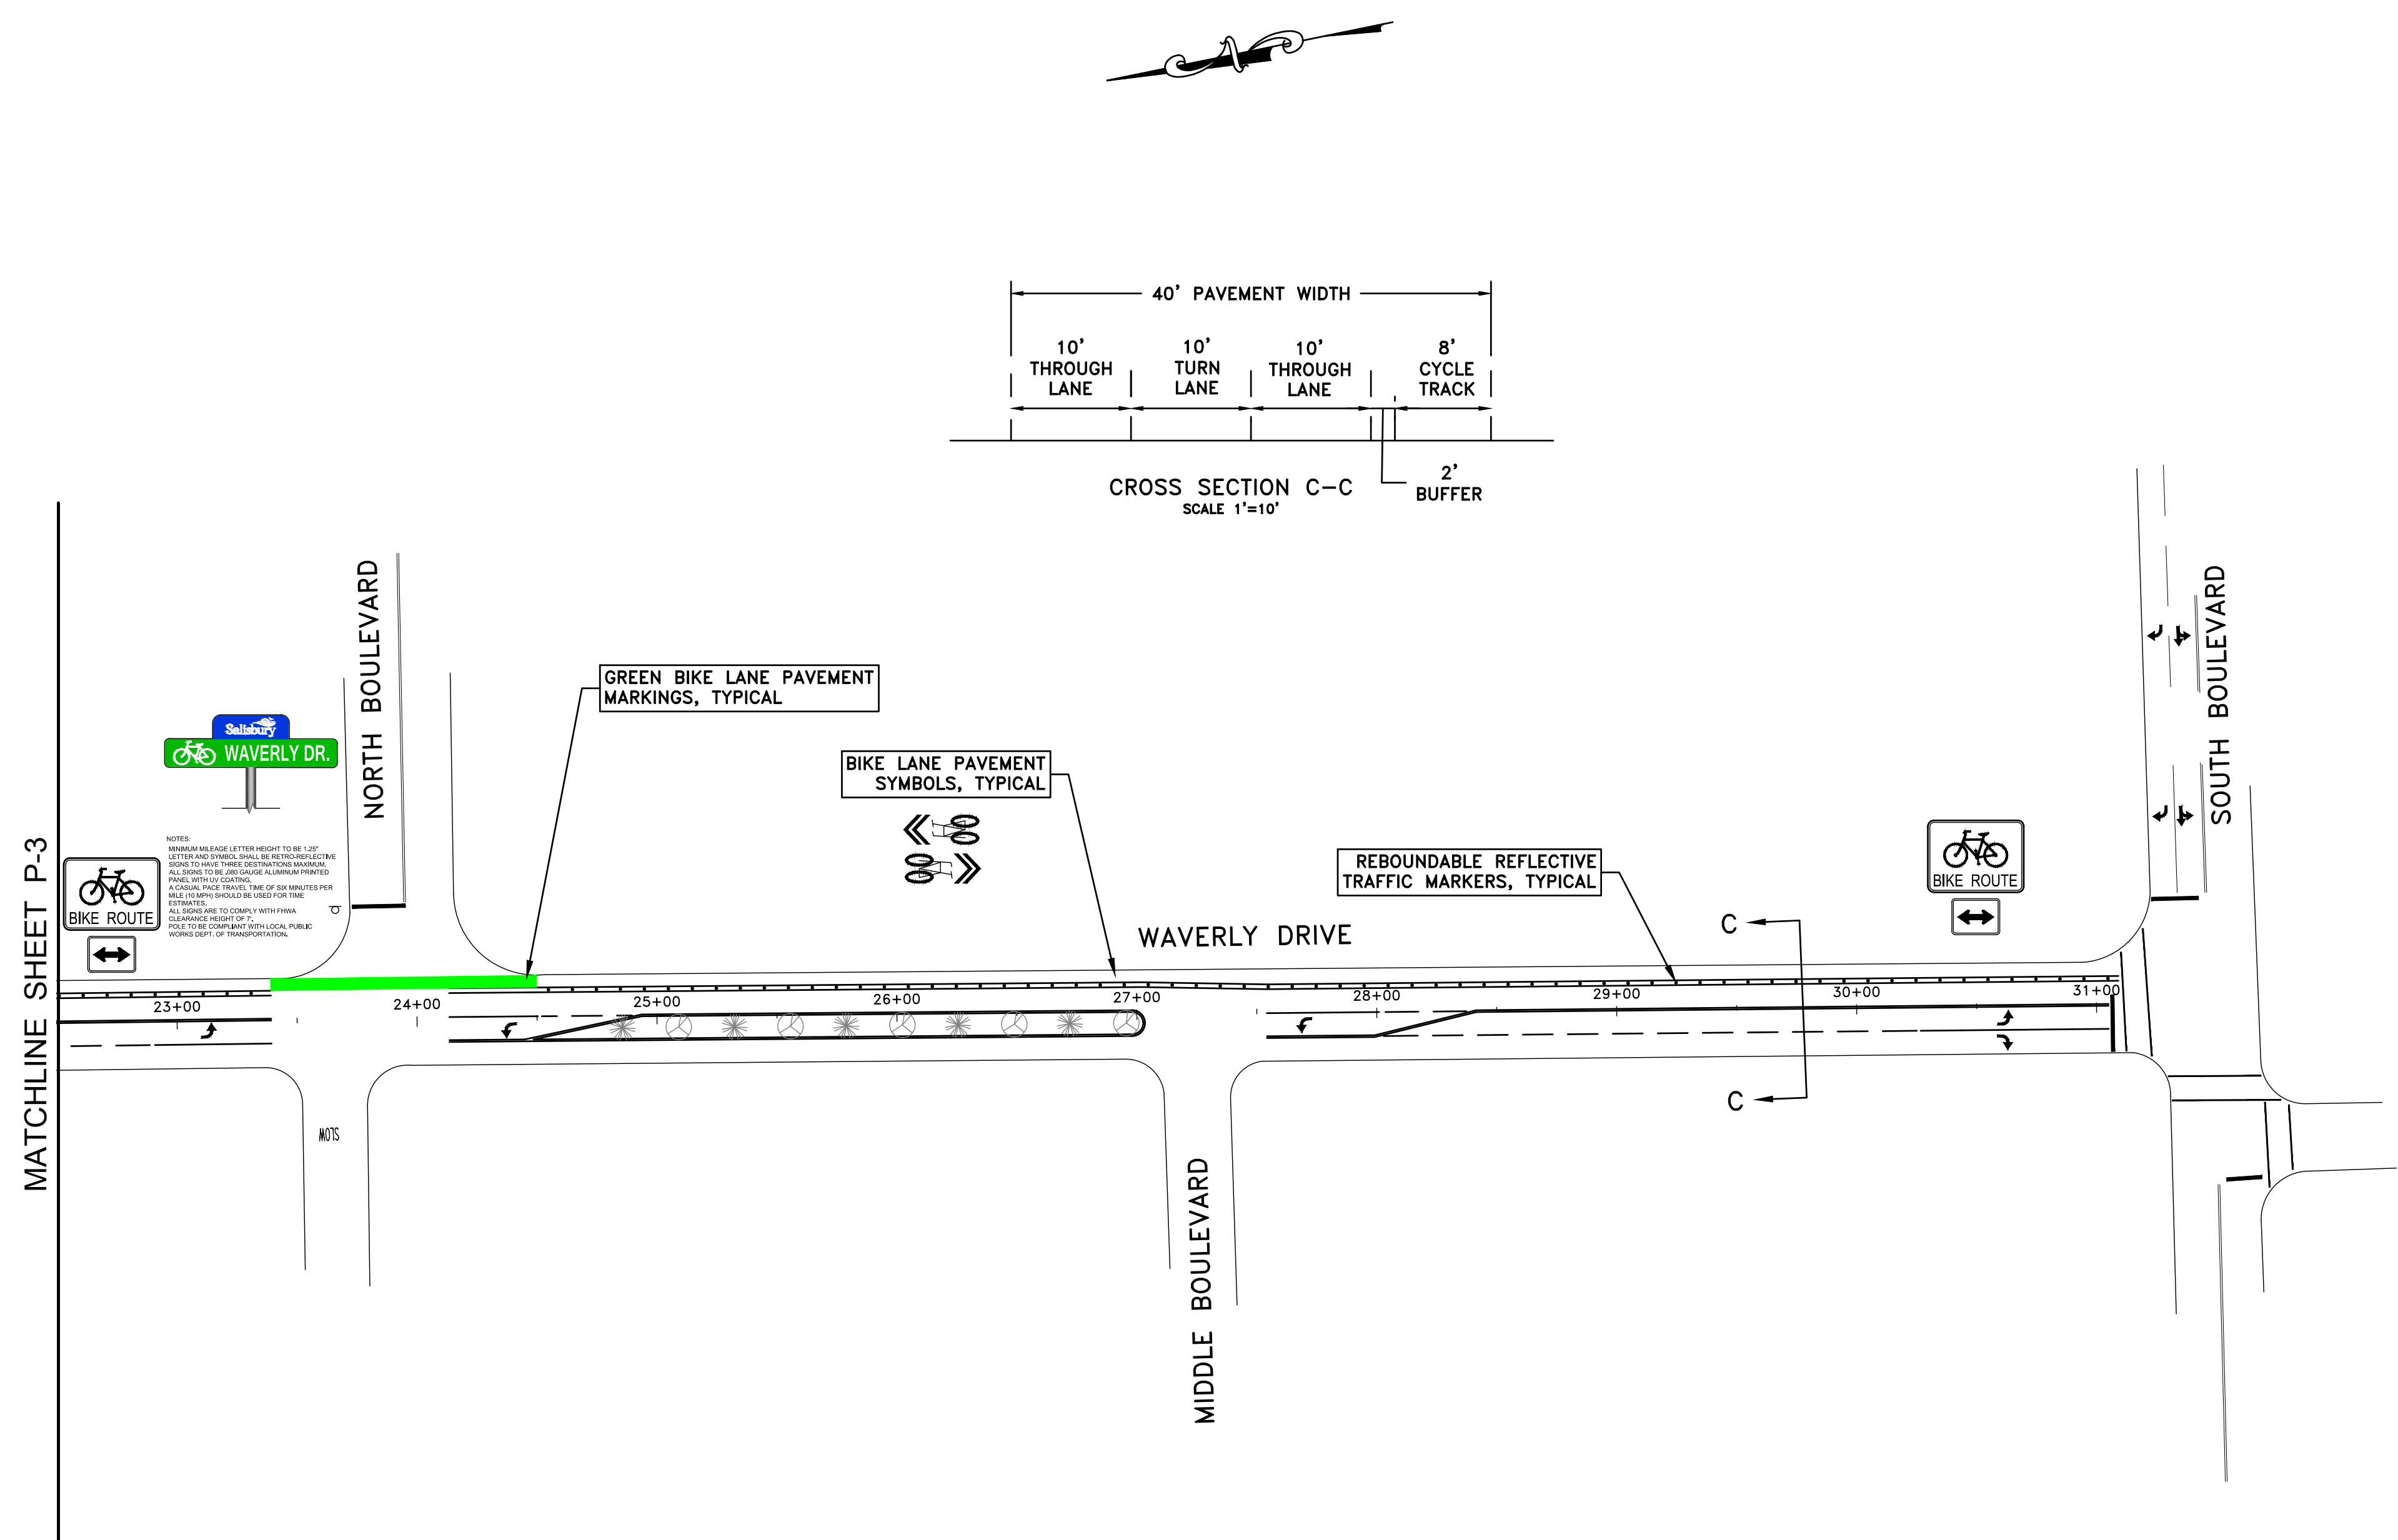 40' PAVEMENT WIDTH
10'
THROUGH
LANE
10'
TURN
LANE
10'
THROUGH
LANE
8'
CYCLE
TRACK
2'
BUFFER
CROSS SECTION C-C
SCALE 1'=10'
MATCHLINE SHEET P-3
NORTH BOULEVARD
SOUTH BOULEVARD
MIDDLE BOULEVARD
WAVERLY DRIVE
GREEN BIKE LANE PAVEMENT
MARKINGS, TYPICAL
BIKE LANE PAVEMENT
SYMBOLS, TYPICAL
REBOUNDABLE REFLECTIVE
TRAFFIC MARKERS, TYPICAL
Salisbury
WAVERLY DR.
NOTES:
MINIMUM MILEAGE LETTER HEIGHT TO BE 1.25"
LETTER AND SYMBOL SHALL BE RETRO-REFLECTIVE
SIGNS TO HAVE THREE DESTINATIONS MAXIMUM.
ALL SIGNS TO BE .080 GAUGE ALUMINUM PRINTED
PANEL WITH UV COATING.
A CASUAL PACE TRAVEL TIME OF SIX MINUTES PER
MILE (10 MPH) SHOULD BE USED FOR TIME
ESTIMATES.
ALL SIGNS ARE TO COMPLY WITH FHWA
CLEARANCE HEIGHT OF 7'.
POLE TO BE COMPLIANT WITH LOCAL PUBLIC
WORKS DEPT. OF TRANSPORTATION.
BIKE ROUTE
BIKE ROUTE
C
C
23+00
24+00
25+00
26+00
27+00
28+00
29+00
30+00
31+00
SLOW